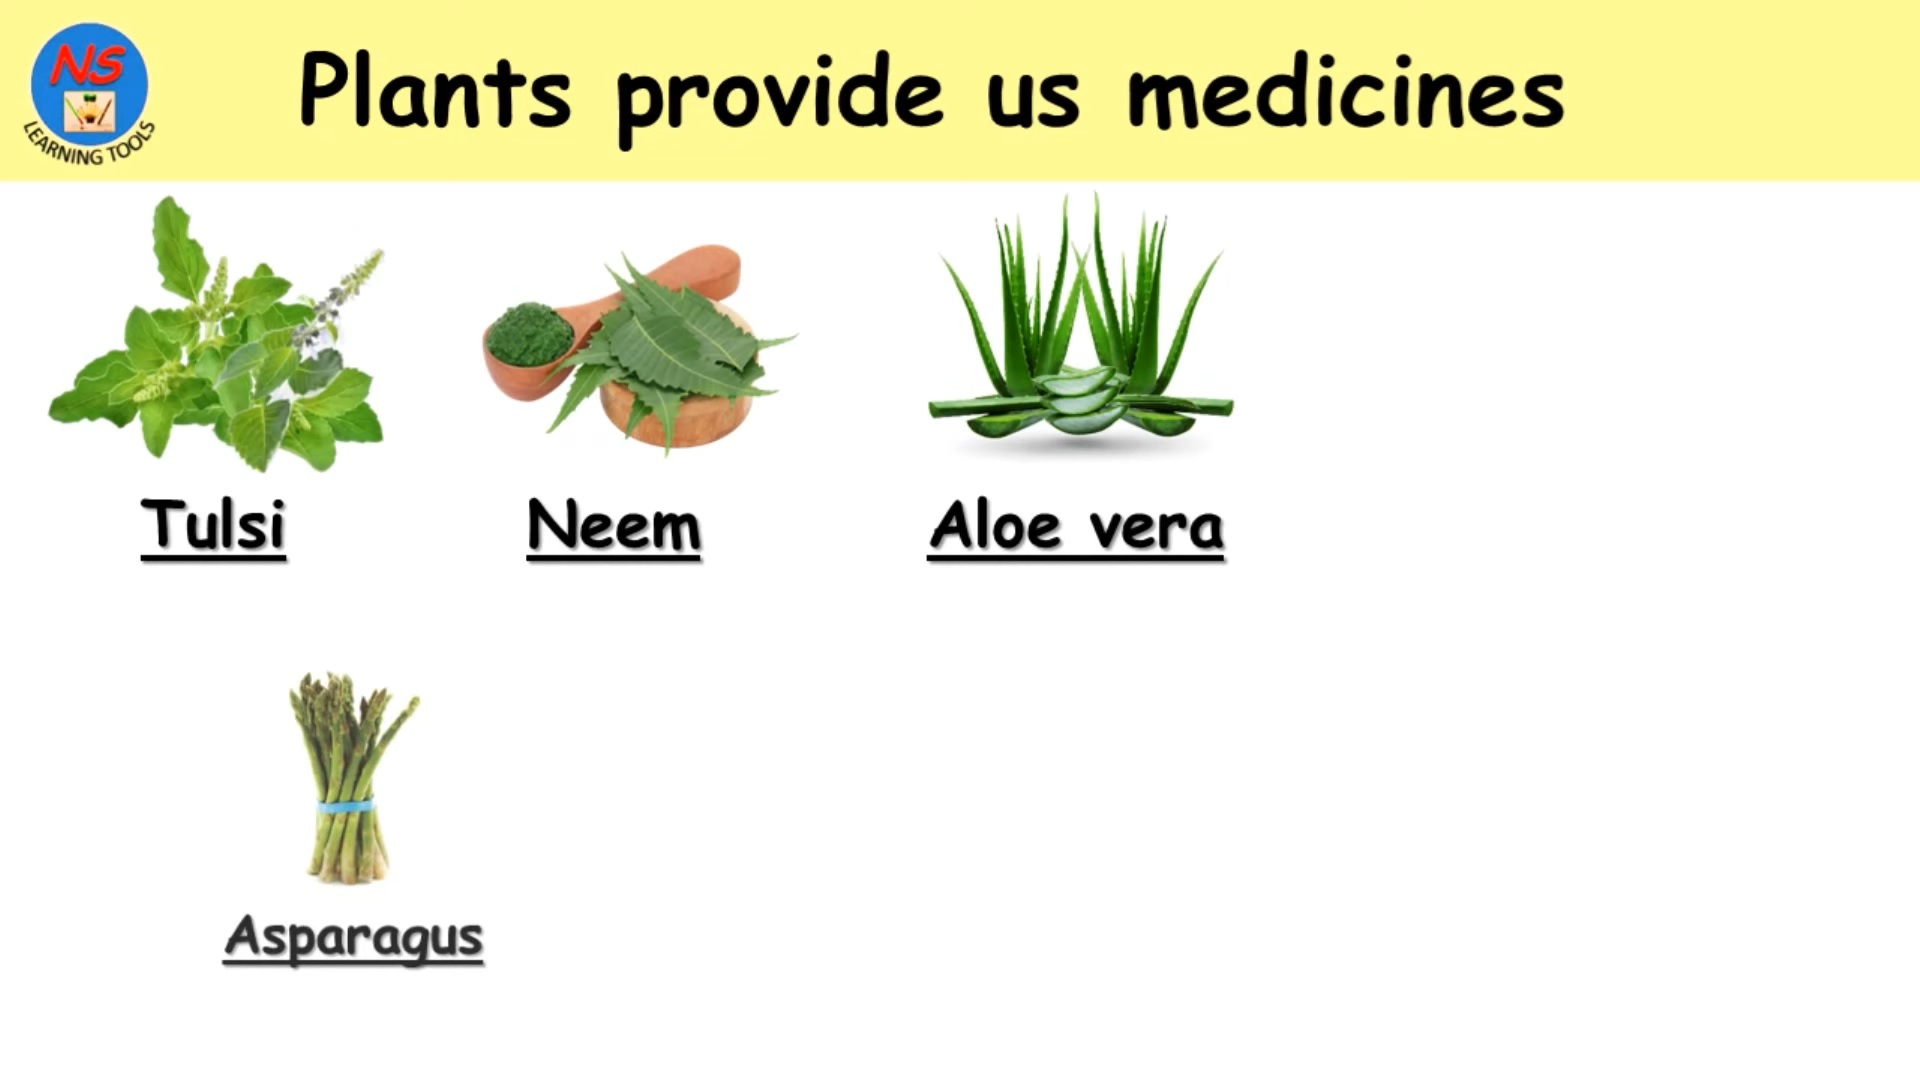 NS
LEARNING TOOLS
Plants provide us medicines
Tulsi
Neem
Aloe vera
Asparagus